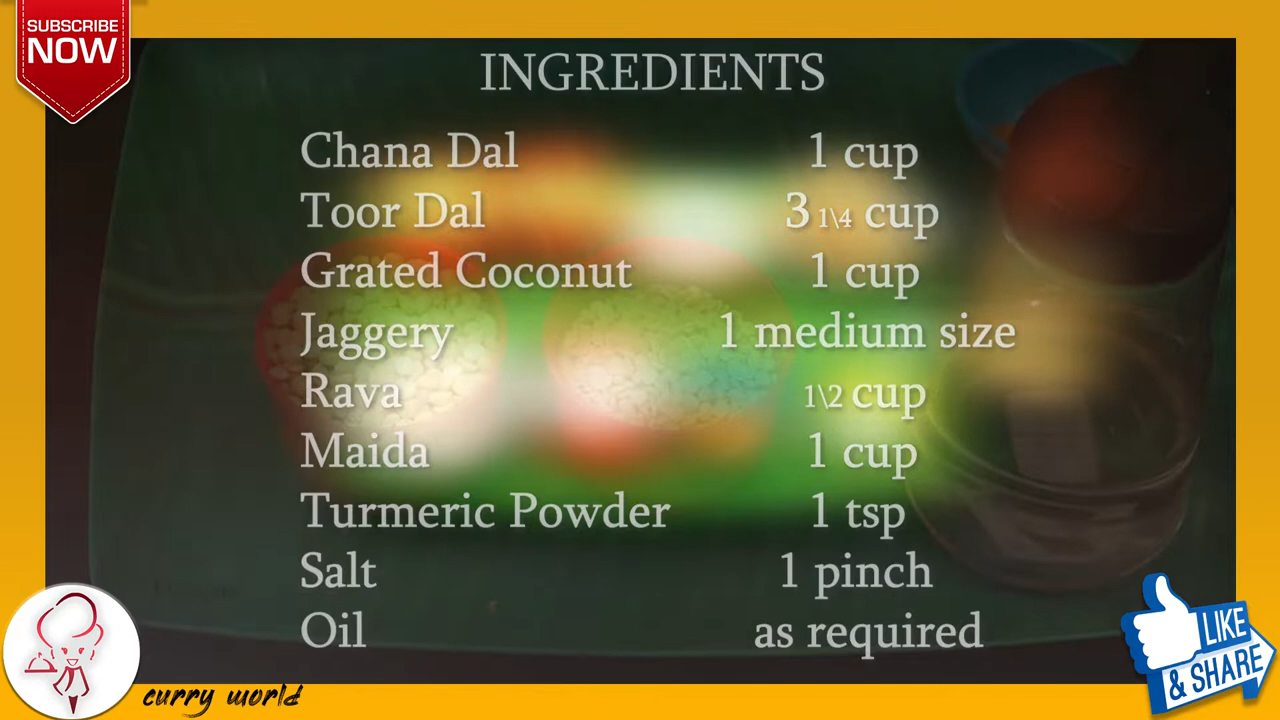 SUBSCRIBE
NOW
INGREDIENTS
Chana Dal 1 cup
Toor Dal 3 1\4 cup
Grated Coconut 1 cup
Jaggery 1 medium size
Rava 1\2 cup
Maida 1 cup
Turmeric Powder 1 tsp
Salt 1 pinch
Oil as required
LIKE
& SHARE
curry world